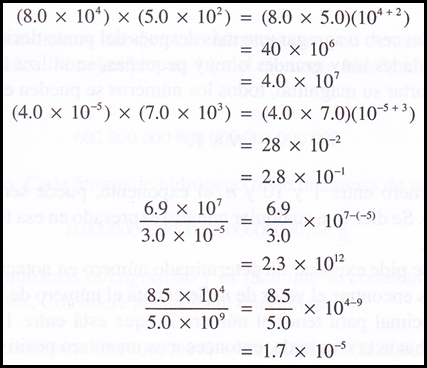 (8.0 × 10⁴) × (5.0 × 10²) = (8.0 × 5.0)(10⁴⁺²)
= 40 × 10⁶
= 4.0 × 10⁷
(4.0 × 10⁻⁵) × (7.0 × 10³) = (4.0 × 7.0)(10⁻⁵⁺³)
= 28 × 10⁻²
= 2.8 × 10⁻¹
6.9 × 10⁷ / 3.0 × 10⁻⁵ = 6.9 / 3.0 × 10⁷⁻⁽⁻⁵⁾
= 2.3 × 10¹²
8.5 × 10⁴ / 5.0 × 10⁹ = 8.5 / 5.0 × 10⁴⁻⁹
= 1.7 × 10⁻⁵